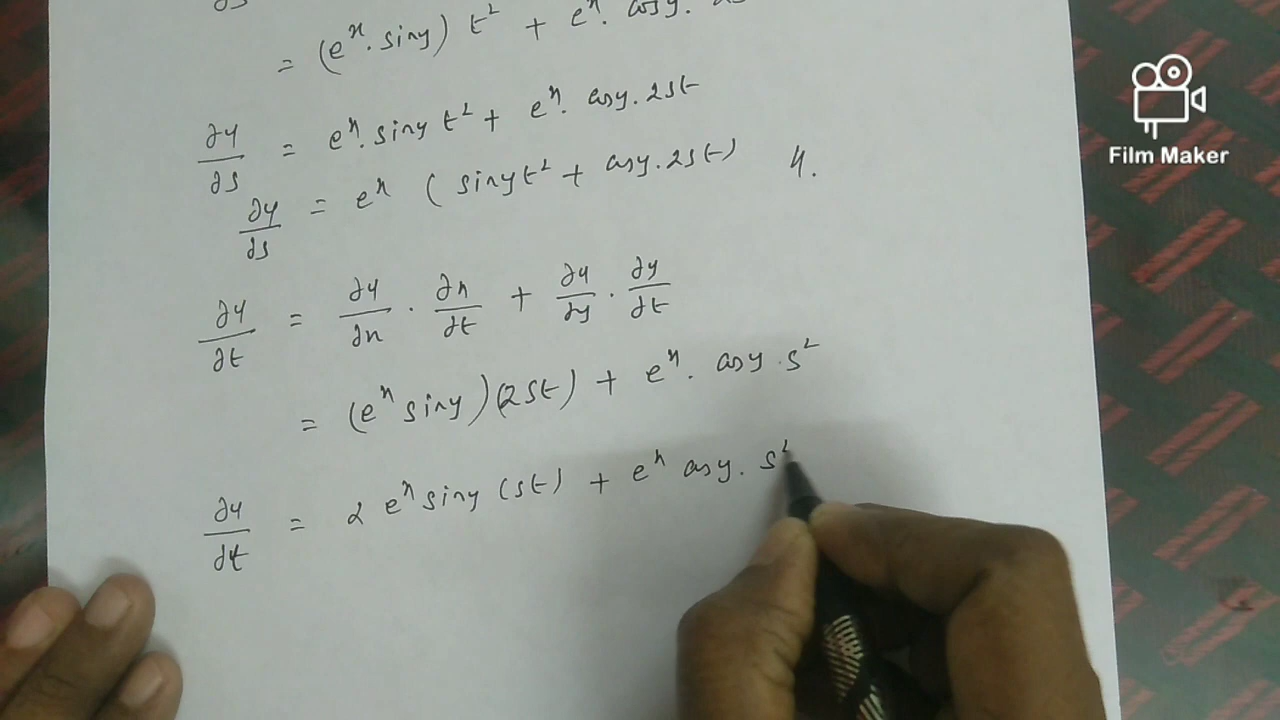 ∂s
= (eˣ. siny) t² + eˣ. cosy.
∂u/∂s = eˣ. siny t² + eˣ. cosy. 2st
∂y/∂s = eˣ ( siny t² + cosy. 2st) 4.
∂u/∂t = ∂u/∂x . ∂x/∂t + ∂u/∂y . ∂y/∂t
= (eˣ siny)(2st) + eˣ. cosy . s²
∂u/∂t = 2 eˣ siny (st) + eˣ cosy. s²
Film Maker